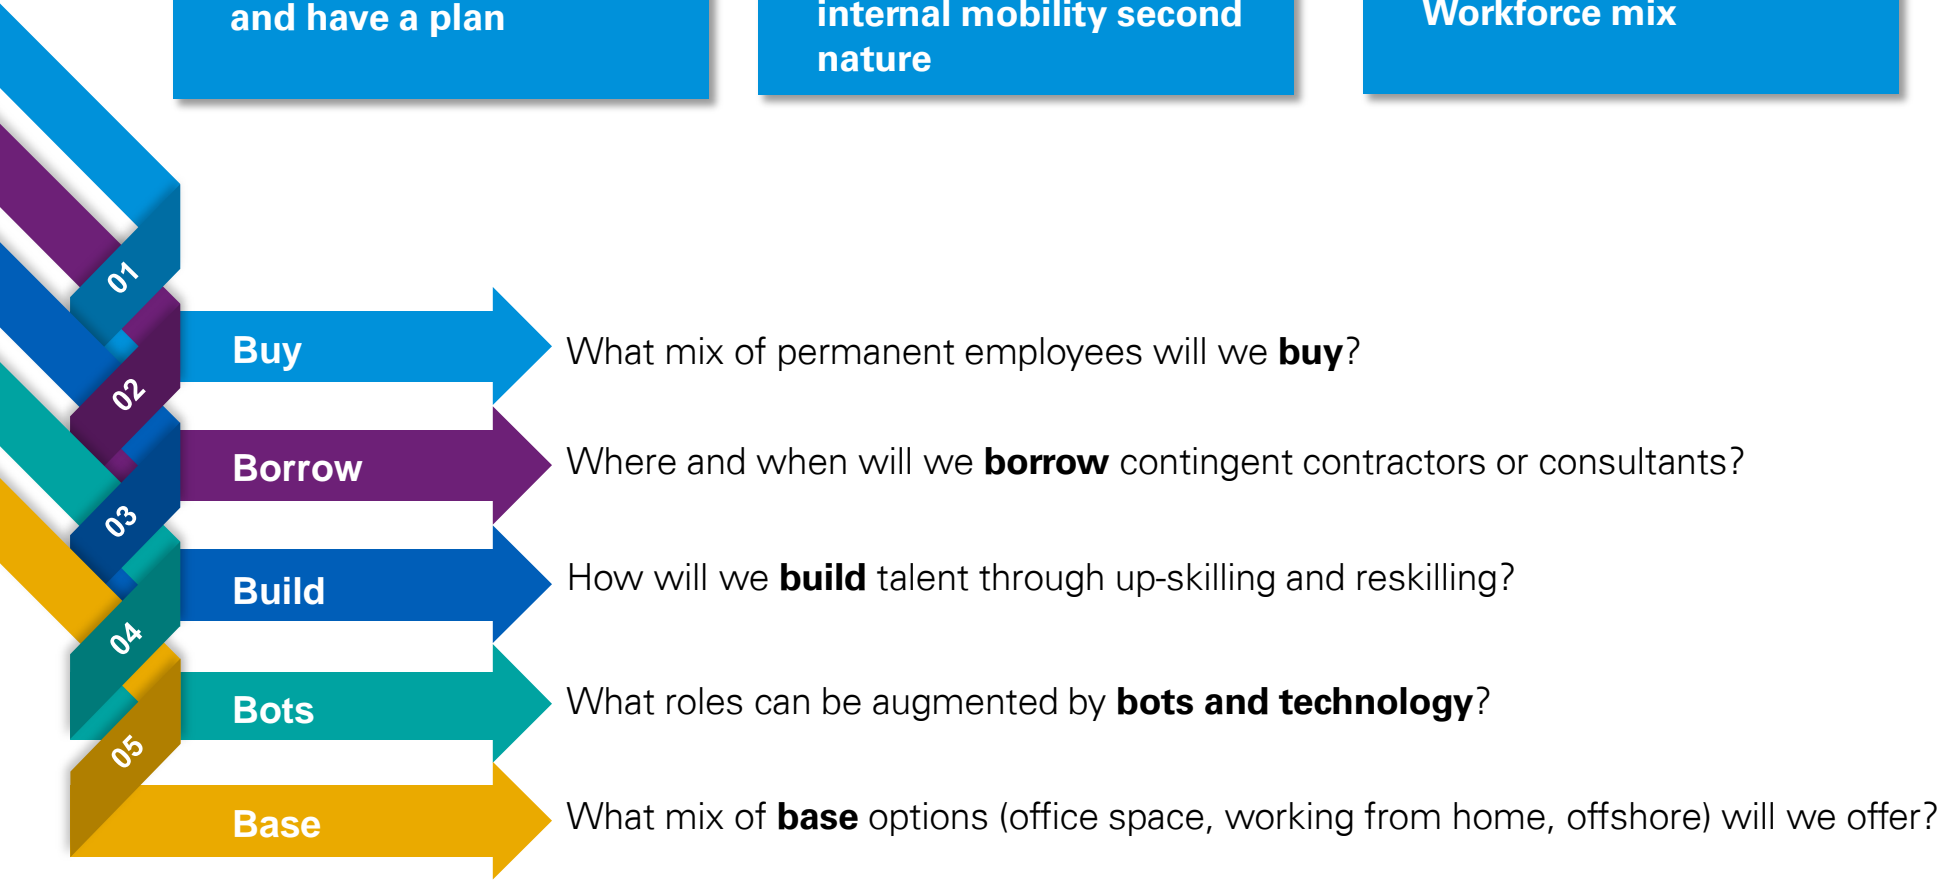 and have a plan
internal mobility second
nature
Workforce mix
01
Buy
What mix of permanent employees will we buy?
02
Borrow
Where and when will we borrow contingent contractors or consultants?
03
Build
How will we build talent through up-skilling and reskilling?
04
Bots
What roles can be augmented by bots and technology?
05
Base
What mix of base options (office space, working from home, offshore) will we offer?